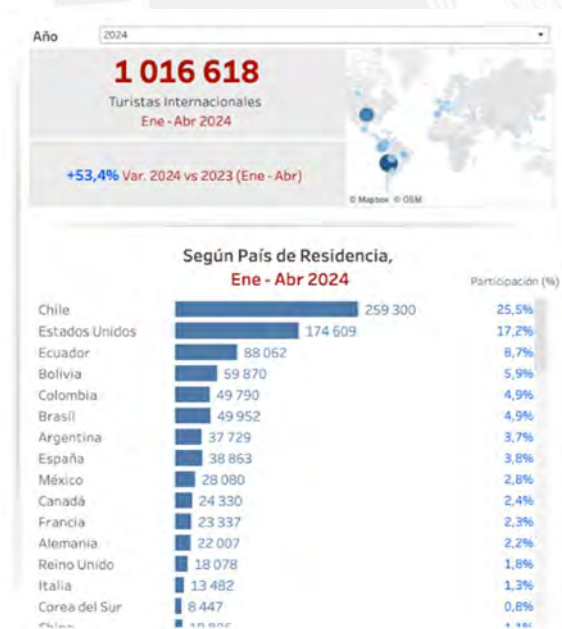 Año 2024
1 016 618
Turistas Internacionales
Ene - Abr 2024
+53,4% Var. 2024 vs 2023 (Ene - Abr)
© Mapbox © OSM
Según País de Residencia,
Ene - Abr 2024
Participación (%)
Chile 259 300 25,5%
Estados Unidos 174 609 17,2%
Ecuador 88 062 8,7%
Bolivia 59 870 5,9%
Colombia 49 790 4,9%
Brasil 49 952 4,9%
Argentina 37 729 3,7%
España 38 863 3,8%
México 28 080 2,8%
Canadá 24 330 2,4%
Francia 23 337 2,3%
Alemania 22 007 2,2%
Reino Unido 18 078 1,8%
Italia 13 482 1,3%
Corea del Sur 8 447 0,8%